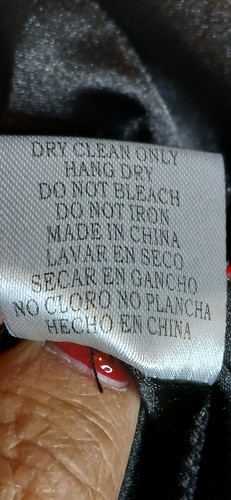 DRY CLEAN ONLY
HANG DRY
DO NOT BLEACH
DO NOT IRON
MADE IN CHINA
LAVAR EN SECO
SECAR EN GANCHO
NO CLORO NO PLANCHA
HECHO EN CHINA